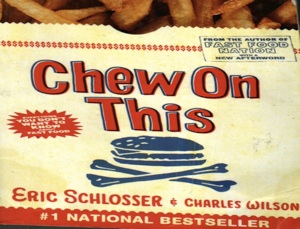 FROM THE AUTHOR OF
FAST FOOD
NATION
WITH A
NEW AFTERWORD
Chew On
This
YOU DON'T
WANT TO
KNOW
FAST FOOD
ERIC SCHLOSSER & CHARLES WILSON
#1 NATIONAL BESTSELLER